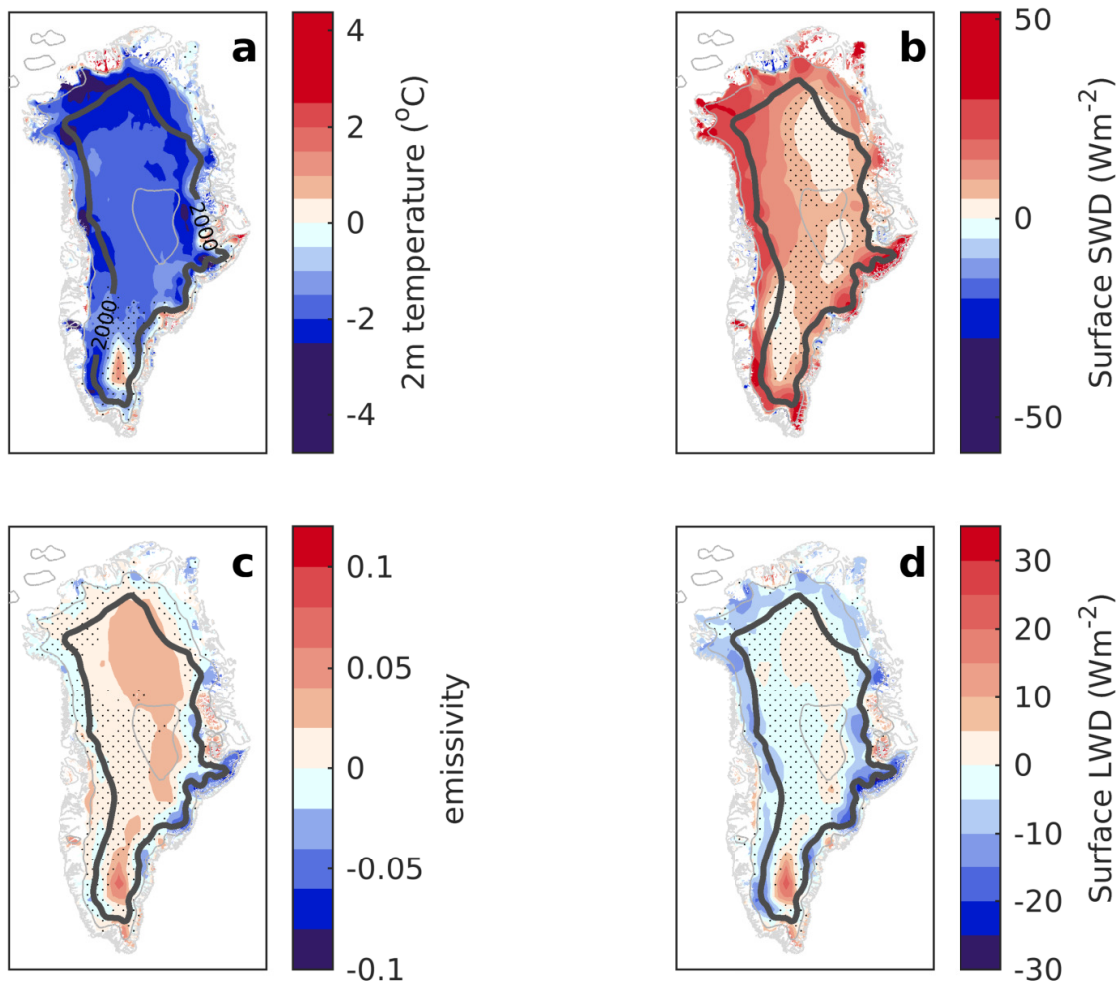 a
4
2
0
-2
-4
2m temperature (°C)
2000
2000
b
50
0
-50
Surface SWD (Wm⁻²)
c
0.1
0.05
0
-0.05
-0.1
emissivity
d
30
20
10
0
-10
-20
-30
Surface LWD (Wm⁻²)